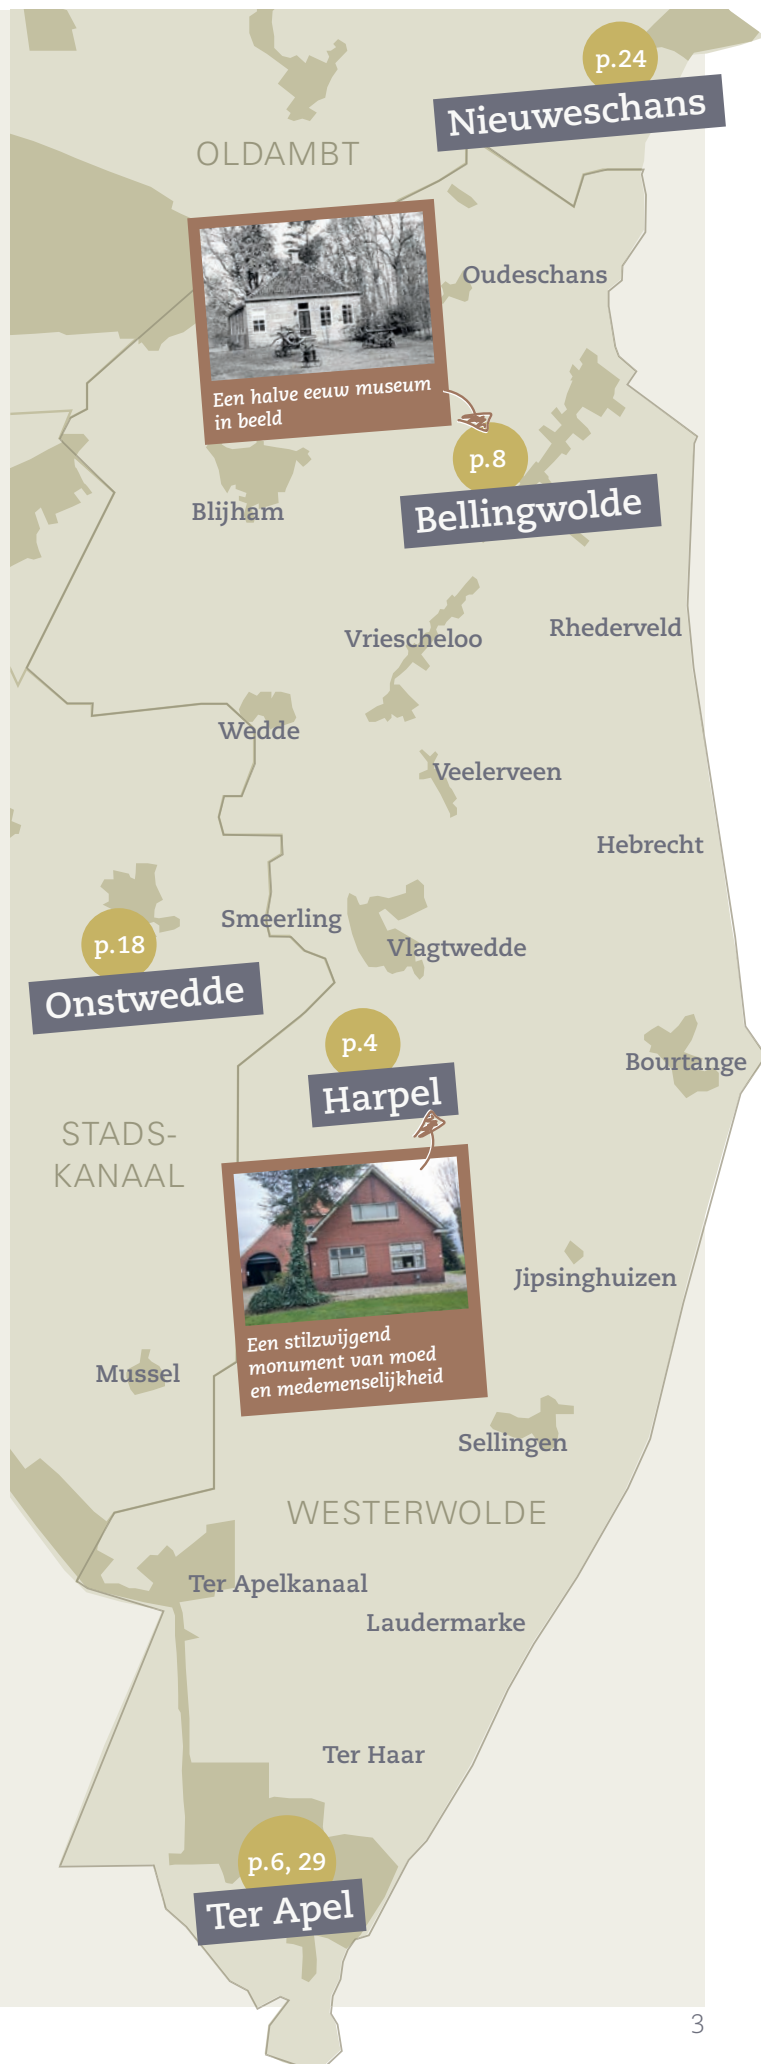 p.24
Nieuweschans
OLDAMBT
Oudeschans
Een halve eeuw museum
in beeld
p.8
Bellingwolde
Blijham
Rhederveld
Vriescheloo
Wedde
Veelerveen
Hebrecht
Smeerling
p.18
Vlagtwedde
Onstwedde
p.4
Bourtange
Harpel
STADS-
KANAAL
Jipsinghuizen
Een stilzwijgend
monument van moed
en medemenselijkheid
Mussel
Sellingen
WESTERWOLDE
Ter Apelkanaal
Laudermarke
Ter Haar
p.6, 29
Ter Apel
3